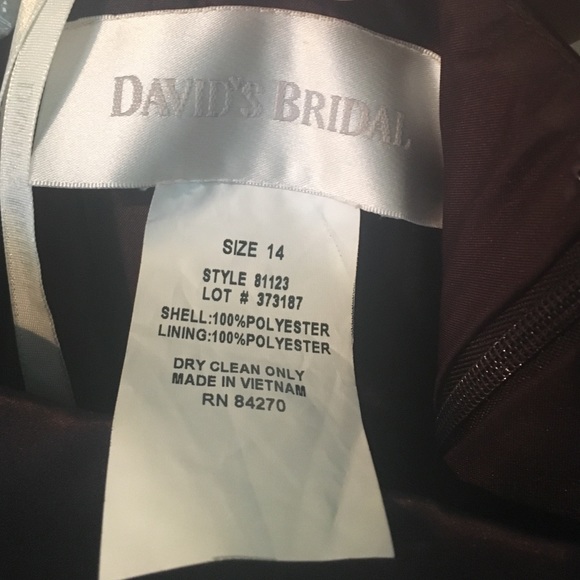 DAVID'S BRIDAL
SIZE 14
STYLE 81123
LOT # 373187
SHELL:100%POLYESTER
LINING:100%POLYESTER
DRY CLEAN ONLY
MADE IN VIETNAM
RN 84270